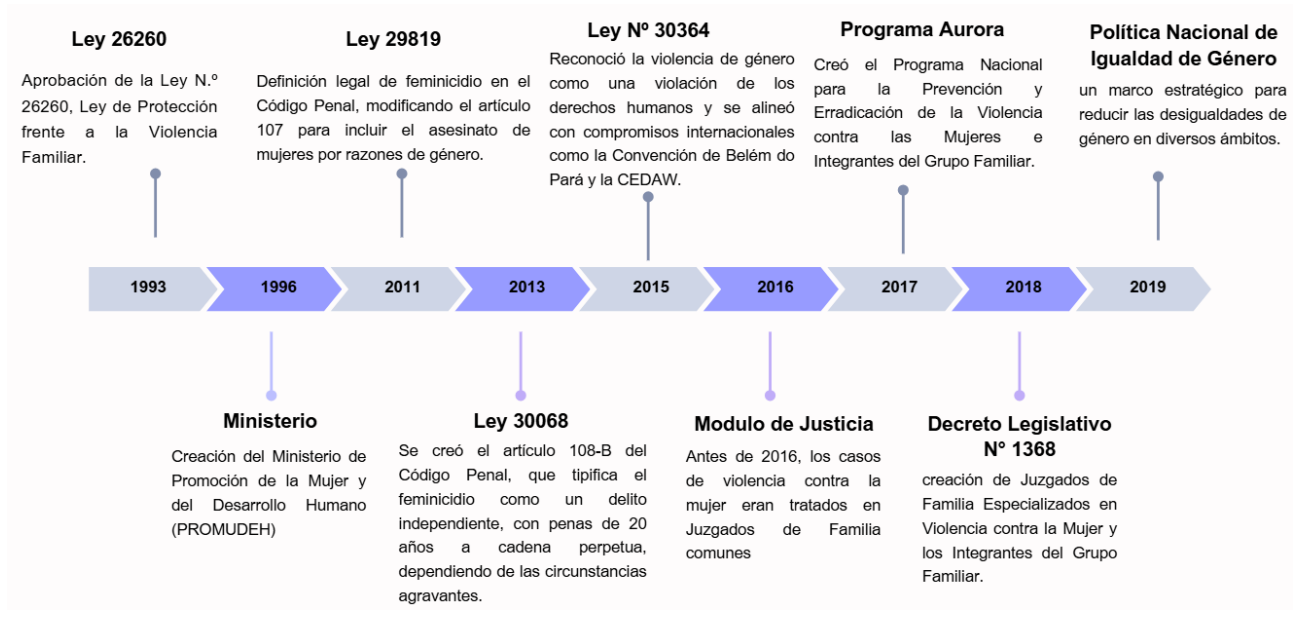 Ley 26260
Aprobación de la Ley N.º
26260, Ley de Protección
frente a la Violencia
Familiar.
Ley 29819
Definición legal de feminicidio en el
Código Penal, modificando el artículo
107 para incluir el asesinato de
mujeres por razones de género.
Ley Nº 30364
Reconoció la violencia de género
como una violación de los
derechos humanos y se alineó
con compromisos internacionales
como la Convención de Belém do
Pará y la CEDAW.
Programa Aurora
Creó el Programa Nacional
para la Prevención y
Erradicación de la Violencia
contra las Mujeres e
Integrantes del Grupo Familiar.
Política Nacional de
Igualdad de Género
un marco estratégico para
reducir las desigualdades de
género en diversos ámbitos.
1993
1996
2011
2013
2015
2016
2017
2018
2019
Ministerio
Creación del Ministerio de
Promoción de la Mujer y
del Desarrollo Humano
(PROMUDEH)
Ley 30068
Se creó el artículo 108-B del
Código Penal, que tipifica el
feminicidio como un delito
independiente, con penas de 20
años a cadena perpetua,
dependiendo de las circunstancias
agravantes.
Modulo de Justicia
Antes de 2016, los casos
de violencia contra la
mujer eran tratados en
Juzgados de Familia
comunes
Decreto Legislativo
N° 1368
creación de Juzgados de
Familia Especializados en
Violencia contra la Mujer y
los Integrantes del Grupo
Familiar.